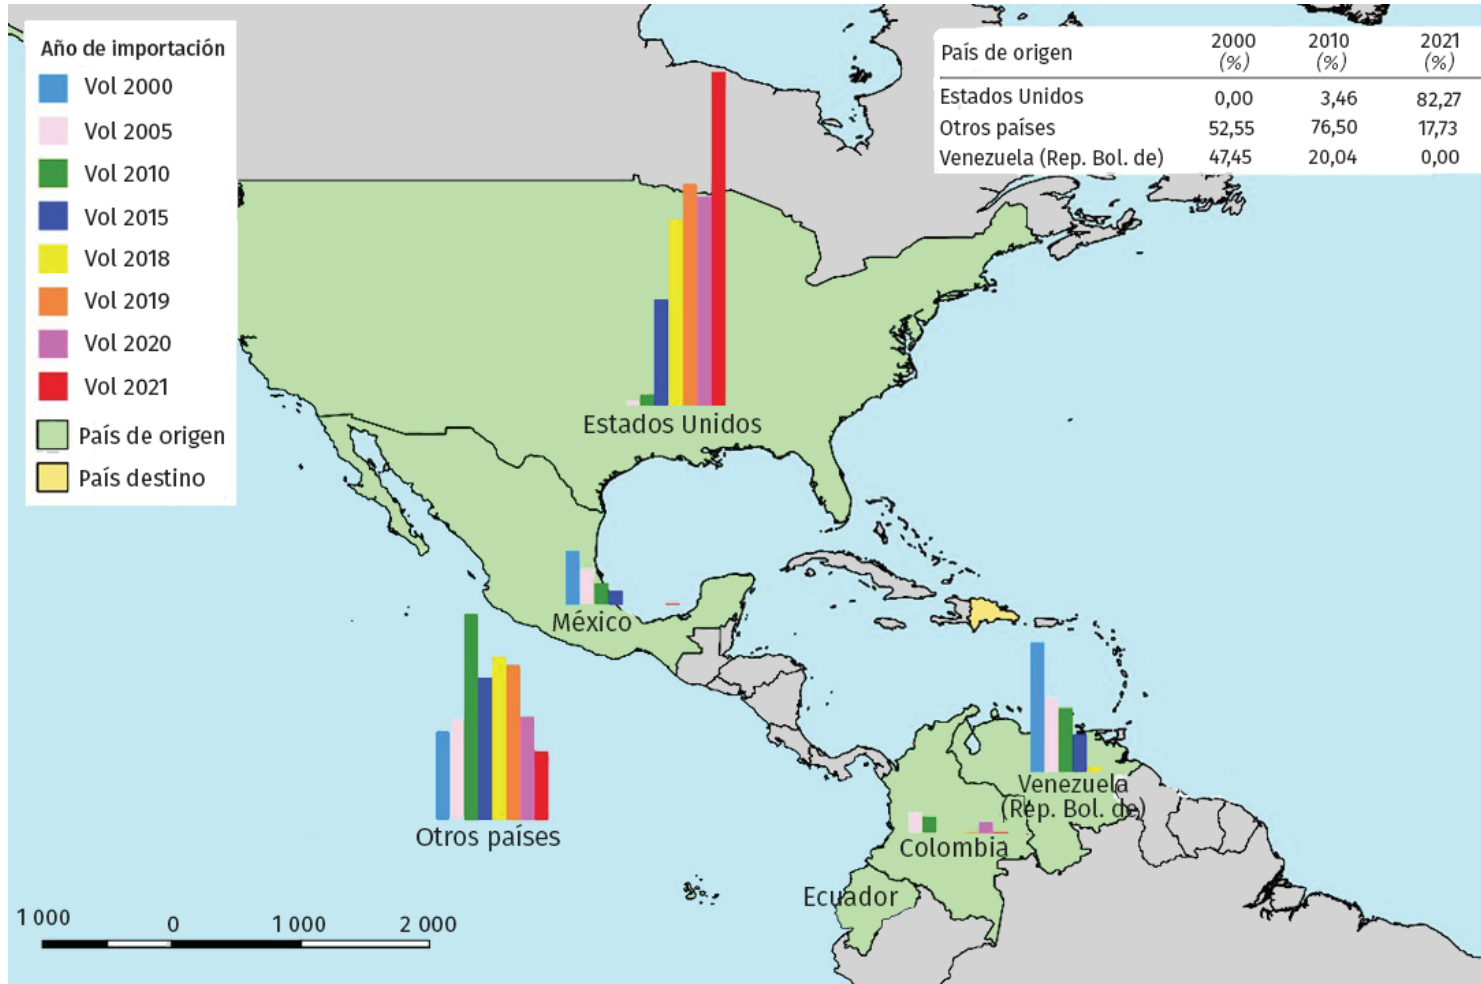 Año de importación
Vol 2000
Vol 2005
Vol 2010
Vol 2015
Vol 2018
Vol 2019
Vol 2020
Vol 2021
País de origen
País destino
País de origen 2000 (%) 2010 (%) 2021 (%)
Estados Unidos 0,00 3,46 82,27
Otros países 52,55 76,50 17,73
Venezuela (Rep. Bol. de) 47,45 20,04 0,00
Estados Unidos
México
Otros países
Venezuela
(Rep. Bol. de)
Colombia
Ecuador
1 000 0 1 000 2 000